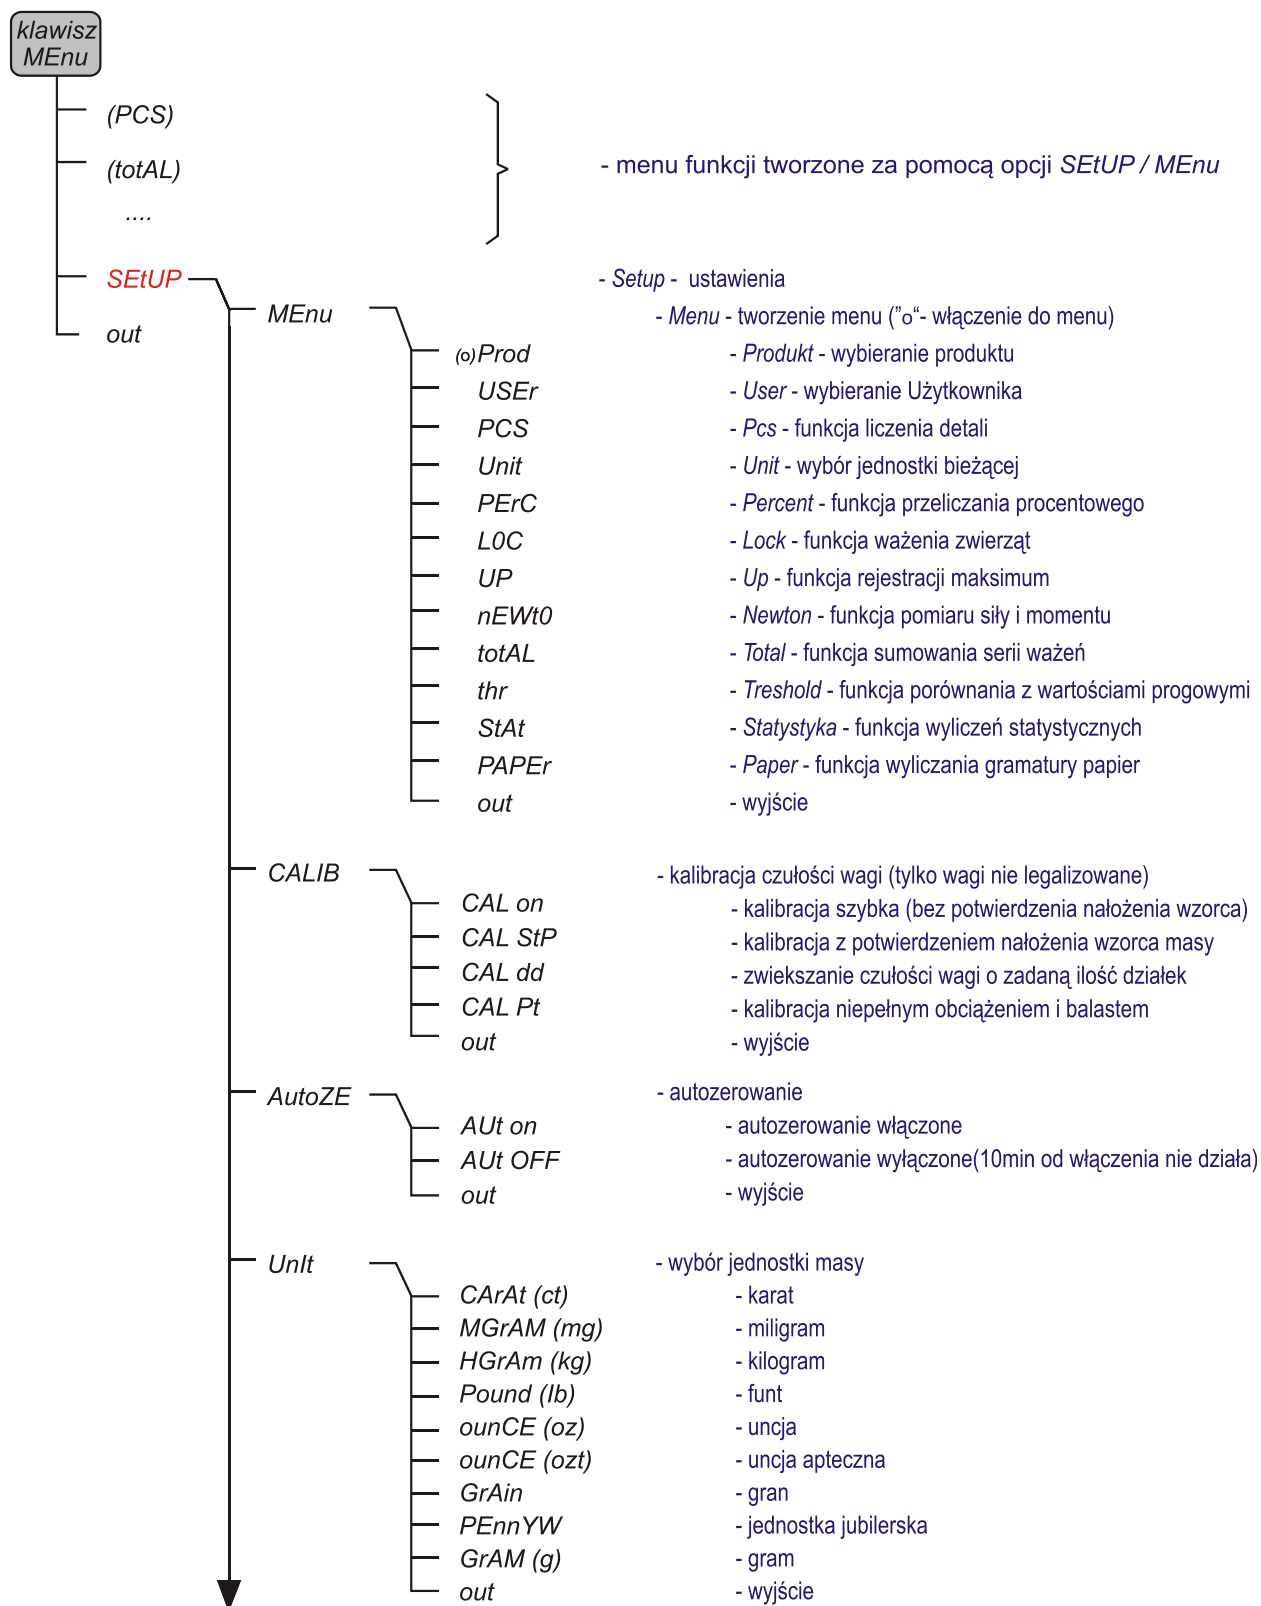 klawisz
MEnu
(PCS)
(totAL)
....
- menu funkcji tworzone za pomocą opcji SEtUP / MEnu
SEtUP - Setup - ustawienia
out
MEnu - Menu - tworzenie menu (”o“- włączenie do menu)
(o)Prod - Produkt - wybieranie produktu
USEr - User - wybieranie Użytkownika
PCS - Pcs - funkcja liczenia detali
Unit - Unit - wybór jednostki bieżącej
PErC - Percent - funkcja przeliczania procentowego
L0C - Lock - funkcja ważenia zwierząt
UP - Up - funkcja rejestracji maksimum
nEWt0 - Newton - funkcja pomiaru siły i momentu
totAL - Total - funkcja sumowania serii ważeń
thr - Treshold - funkcja porównania z wartościami progowymi
StAt - Statystyka - funkcja wyliczeń statystycznych
PAPEr - Paper - funkcja wyliczania gramatury papier
out - wyjście
CALIB - kalibracja czułości wagi (tylko wagi nie legalizowane)
CAL on - kalibracja szybka (bez potwierdzenia nałożenia wzorca)
CAL StP - kalibracja z potwierdzeniem nałożenia wzorca masy
CAL dd - zwiekszanie czułości wagi o zadaną ilość działek
CAL Pt - kalibracja niepełnym obciążeniem i balastem
out - wyjście
AutoZE - autozerowanie
AUt on - autozerowanie włączone
AUt OFF - autozerowanie wyłączone(10min od włączenia nie działa)
out - wyjście
UnIt - wybór jednostki masy
CArAt (ct) - karat
MGrAM (mg) - miligram
HGrAm (kg) - kilogram
Pound (lb) - funt
ounCE (oz) - uncja
ounCE (ozt) - uncja apteczna
GrAin - gran
PEnnYW - jednostka jubilerska
GrAM (g) - gram
out - wyjście